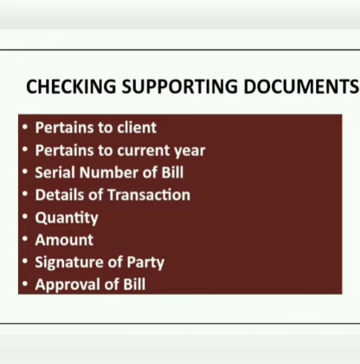 CHECKING SUPPORTING DOCUMENTS
• Pertains to client
• Pertains to current year
• Serial Number of Bill
• Details of Transaction
• Quantity
• Amount
• Signature of Party
• Approval of Bill